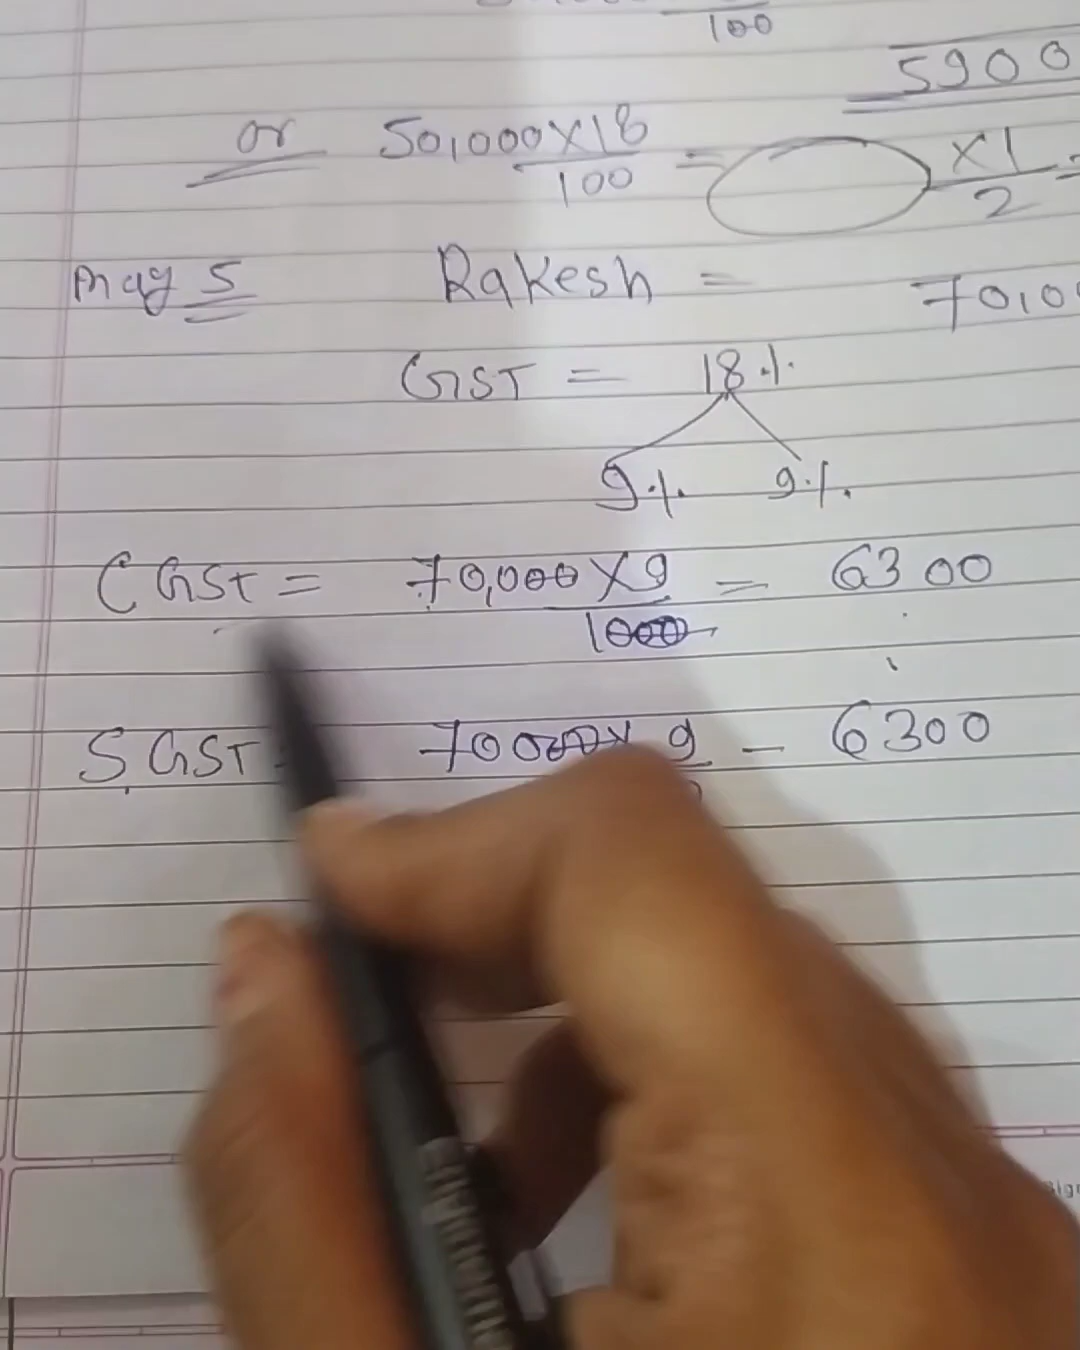 100
5900
or 50,000×18 / 100 = ×1 / 2 =
May 5 Rakesh = 70,0
GST = 18%
9% 9%
CGST = 70,000×9 / 1000 = 6300
SGST = 70000× 9 - 6300